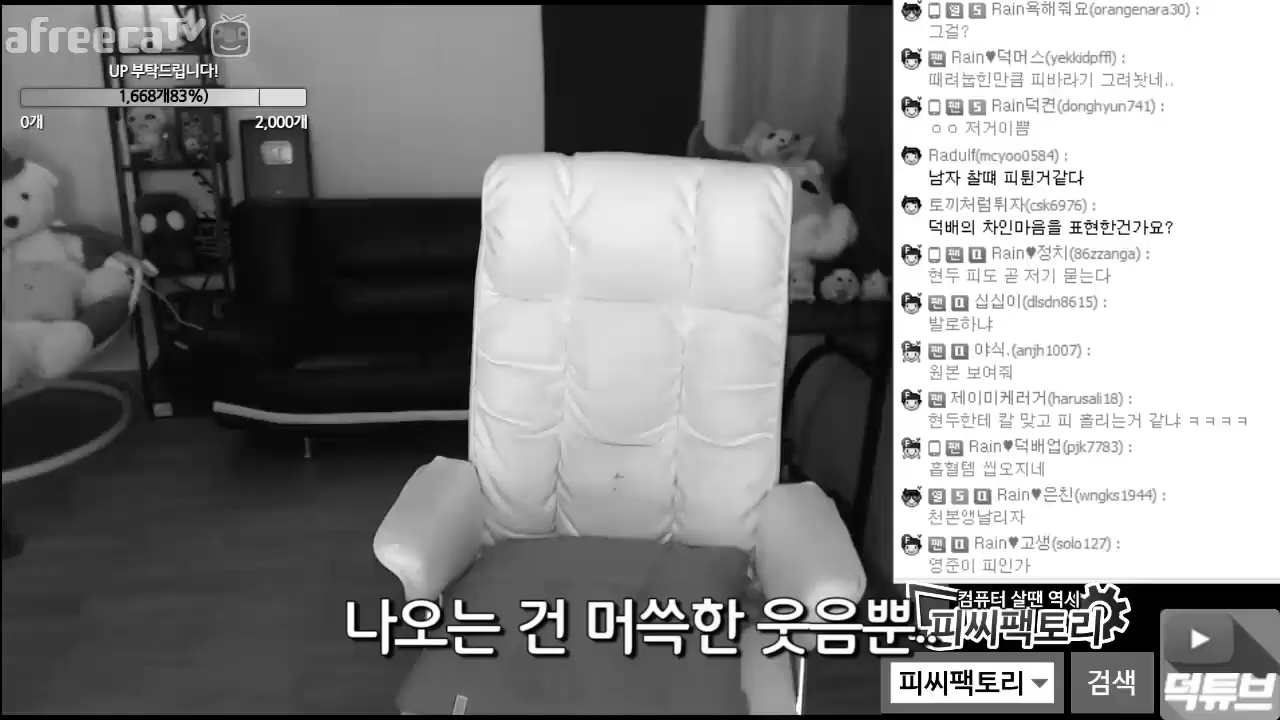 afreecaTV
UP 부탁드립니다!
1,668개83%)
0개
2,000개
Rain욕해줘요(orangenara30) :
그걸?
Rain♥덕머스(yekkidpffl) :
때려눕힌만큼 피바라기 그려놧네..
Rain덕컨(donghyun741) :
ㅇㅇ 저거이쁨
Radulf(mcyoo0584) :
남자 찰떄 피튄거같다
토끼처럼튀자(csk6976) :
덕배의 차인마음을 표현한건가요?
Rain♥정치(86zzanga) :
현두 피도 곧 저기 묻는다
십십이(dlsdn8615) :
발로하냐
야식.(anjh1007) :
원본 보여줘
제이미케러거(harusali18) :
현두한테 칼 맞고 피 흘리는거 같냐 ㅋㅋㅋㅋ
Rain♥덕배업(pjk7783) :
흡혈템 씹오지네
Rain♥은친(wngks1944) :
천본앵날리자
Rain♥고생(solo127) :
영준이 피인가
나오는 건 머쓱한 웃음뿐..
컴퓨터 살땐 역시
피씨팩토리
피씨팩토리
검색
덕튜브